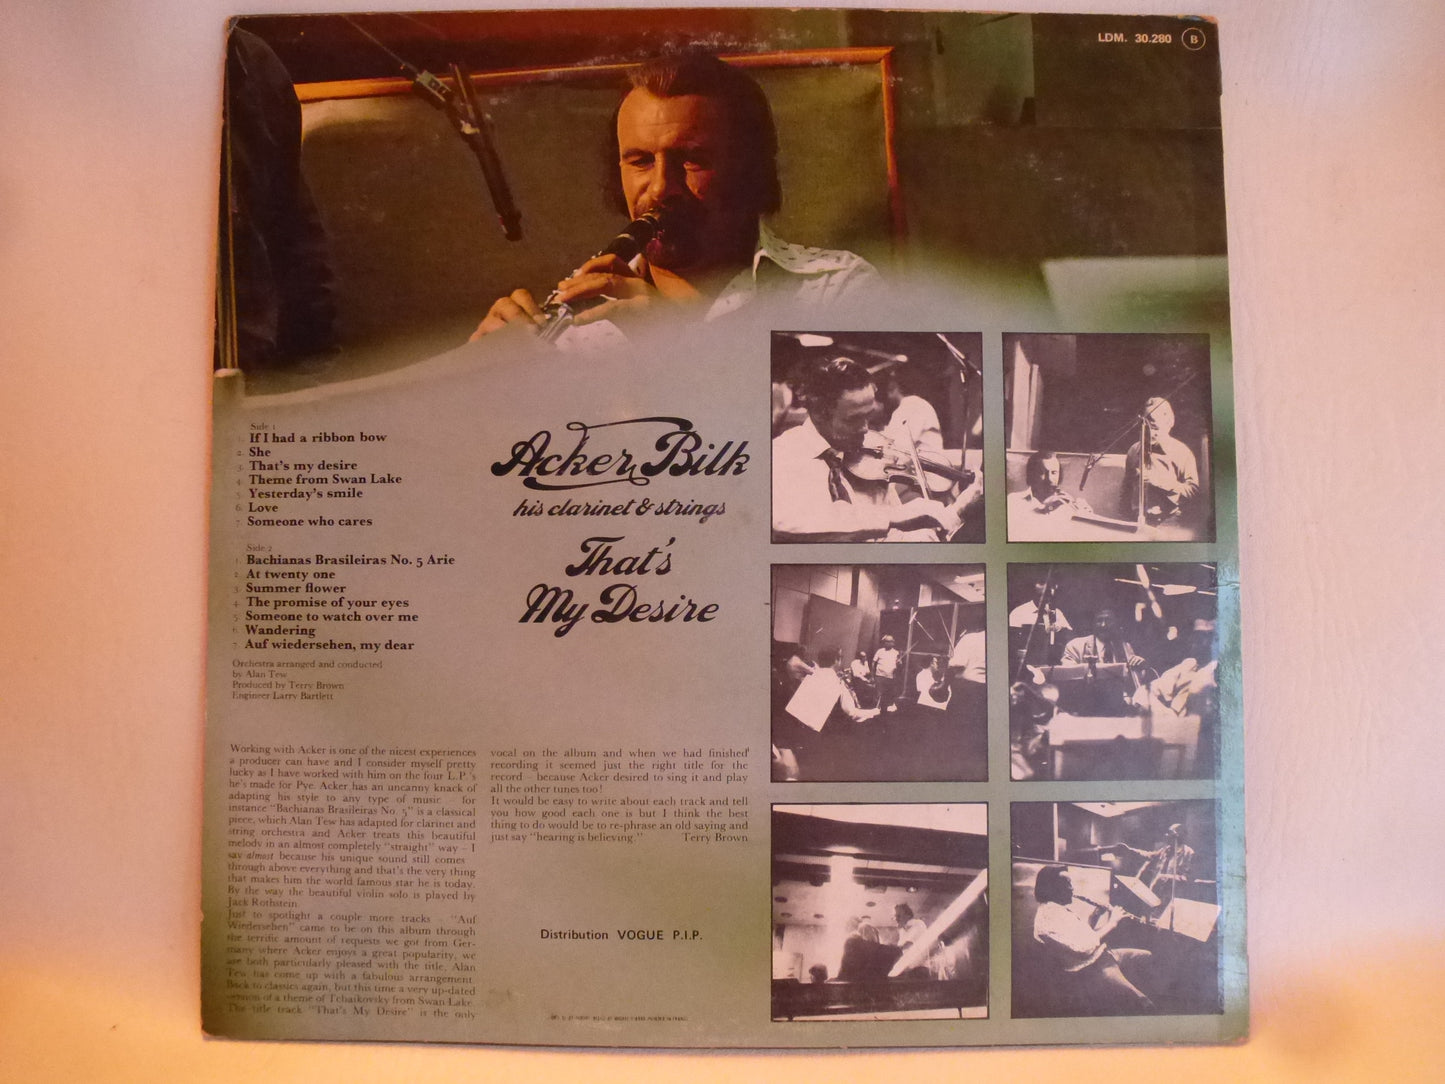 LDM. 30.280 B
Side 1
1. If I had a ribbon bow
2. She
3. That's my desire
4. Theme from Swan Lake
5. Yesterday's smile
6. Love
7. Someone who cares
Side 2
1. Bachianas Brasileiras No. 5 Arie
2. At twenty one
3. Summer flower
4. The promise of your eyes
5. Someone to watch over me
6. Wandering
7. Auf wiedersehen, my dear
Orchestra arranged and conducted
by Alan Tew
Produced by Terry Brown
Engineer Larry Bartlett
Acker Bilk
his clarinet & strings
That's
My Desire
Working with Acker is one of the nicest experiences
a producer can have and I consider myself pretty
lucky as I have worked with him on the four L.P.'s
he's made for Pye. Acker has an uncanny knack of
adapting his style to any type of music – for
instance "Bachianas Brasileiras No. 5" is a classical
piece, which Alan Tew has adapted for clarinet and
string orchestra and Acker treats this beautiful
melody in an almost completely "straight" way – I
say almost because his unique sound still comes
through above everything and that's the very thing
that makes him the world famous star he is today.
By the way the beautiful violin solo is played by
Jack Rothstein.
Just to spotlight a couple more tracks – "Auf
Wiedersehen" came to be on this album through
the terrific amount of requests we got from Ger-
many where Acker enjoys a great popularity, we
are both particularly pleased with the title, Alan
Tew has come up with a fabulous arrangement.
Back to classics again, but this time a very up-dated
version of a theme of Tchaikovsky from Swan Lake.
The title track "That's My Desire" is the only
vocal on the album and when we had finished
recording it seemed just the right title for the
record – because Acker desired to sing it and play
all the other tunes too!
It would be easy to write about each track and tell
you how good each one is but I think the best
thing to do would be to re-phrase an old saying and
just say "hearing is believing." Terry Brown
Distribution VOGUE P.I.P.